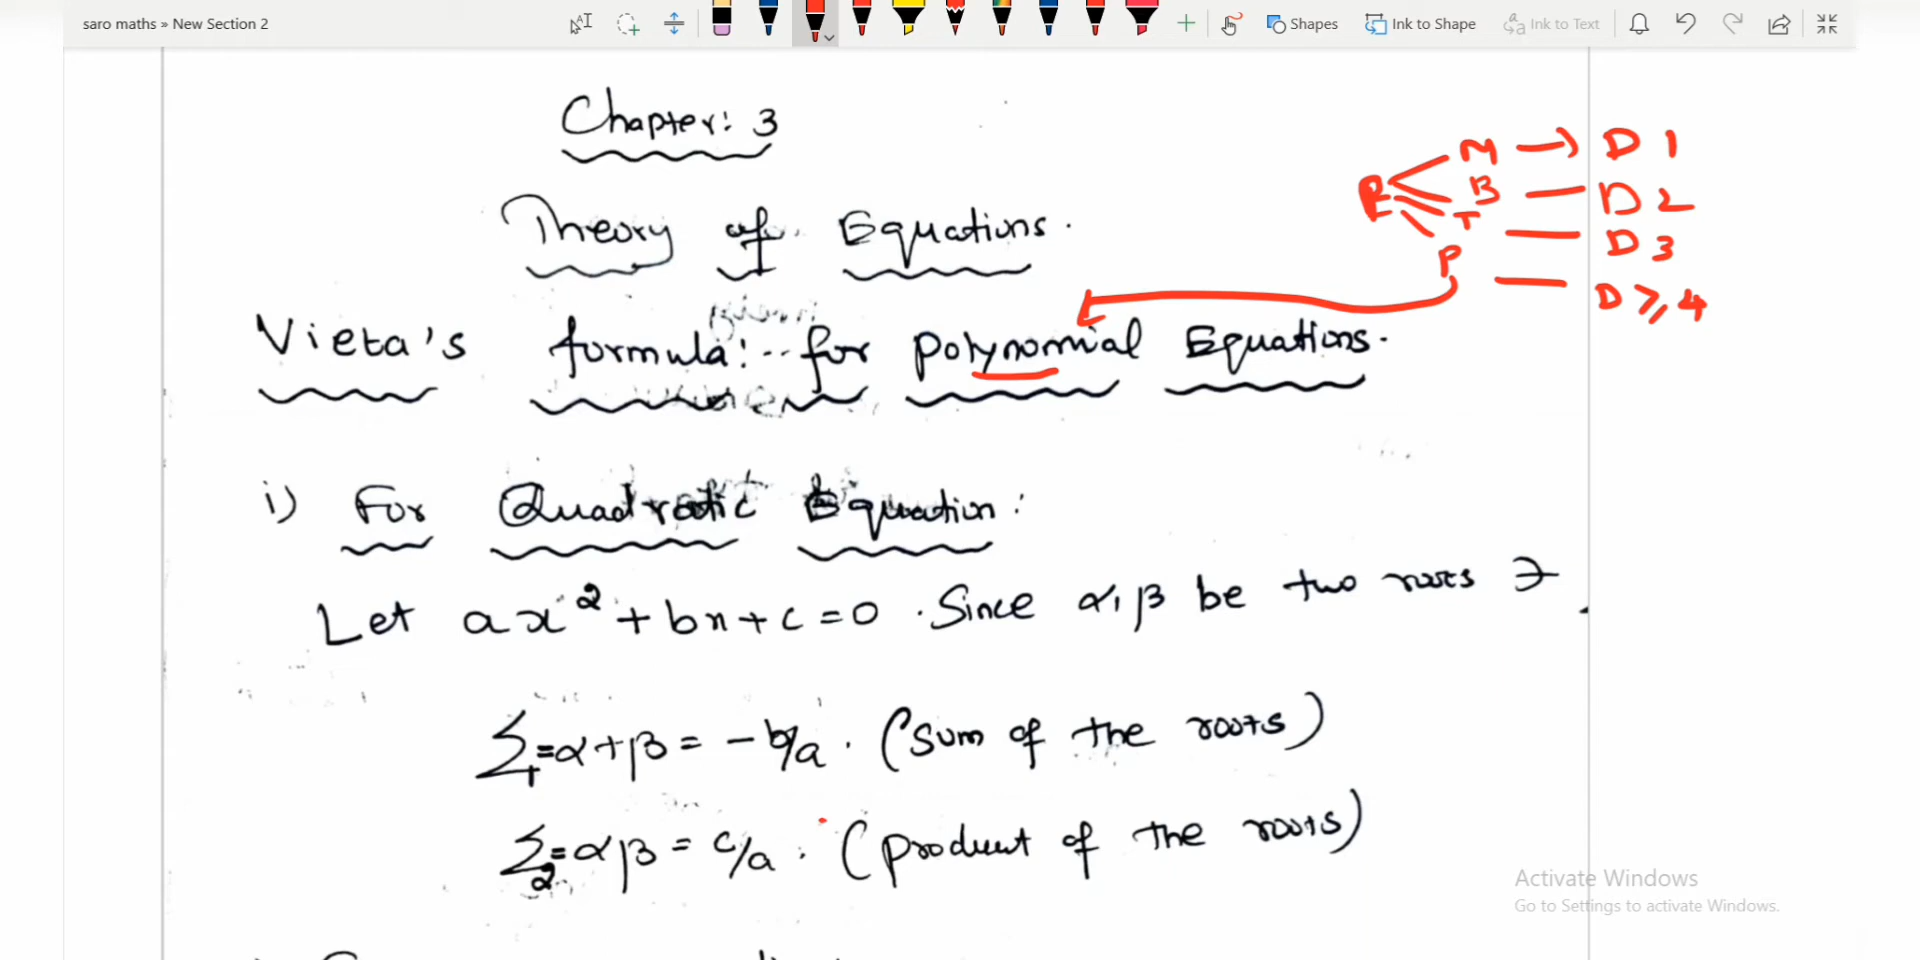 saro maths » New Section 2
Shapes
Ink to Shape
Ink to Text
Chapter: 3
Theory of Equations.
Vieta's formula: for polynomial Equations.
M → D 1
B — D 2
T — D 3
P — D ≥ 4
i) For Quadratic Equation:
Let ax² + bx + c = 0 . Since α, β be two roots ∋
Σ₁ = α + β = - b/a . (Sum of the roots)
Σ₂ = α β = c/a . (product of the roots)
Activate Windows
Go to Settings to activate Windows.